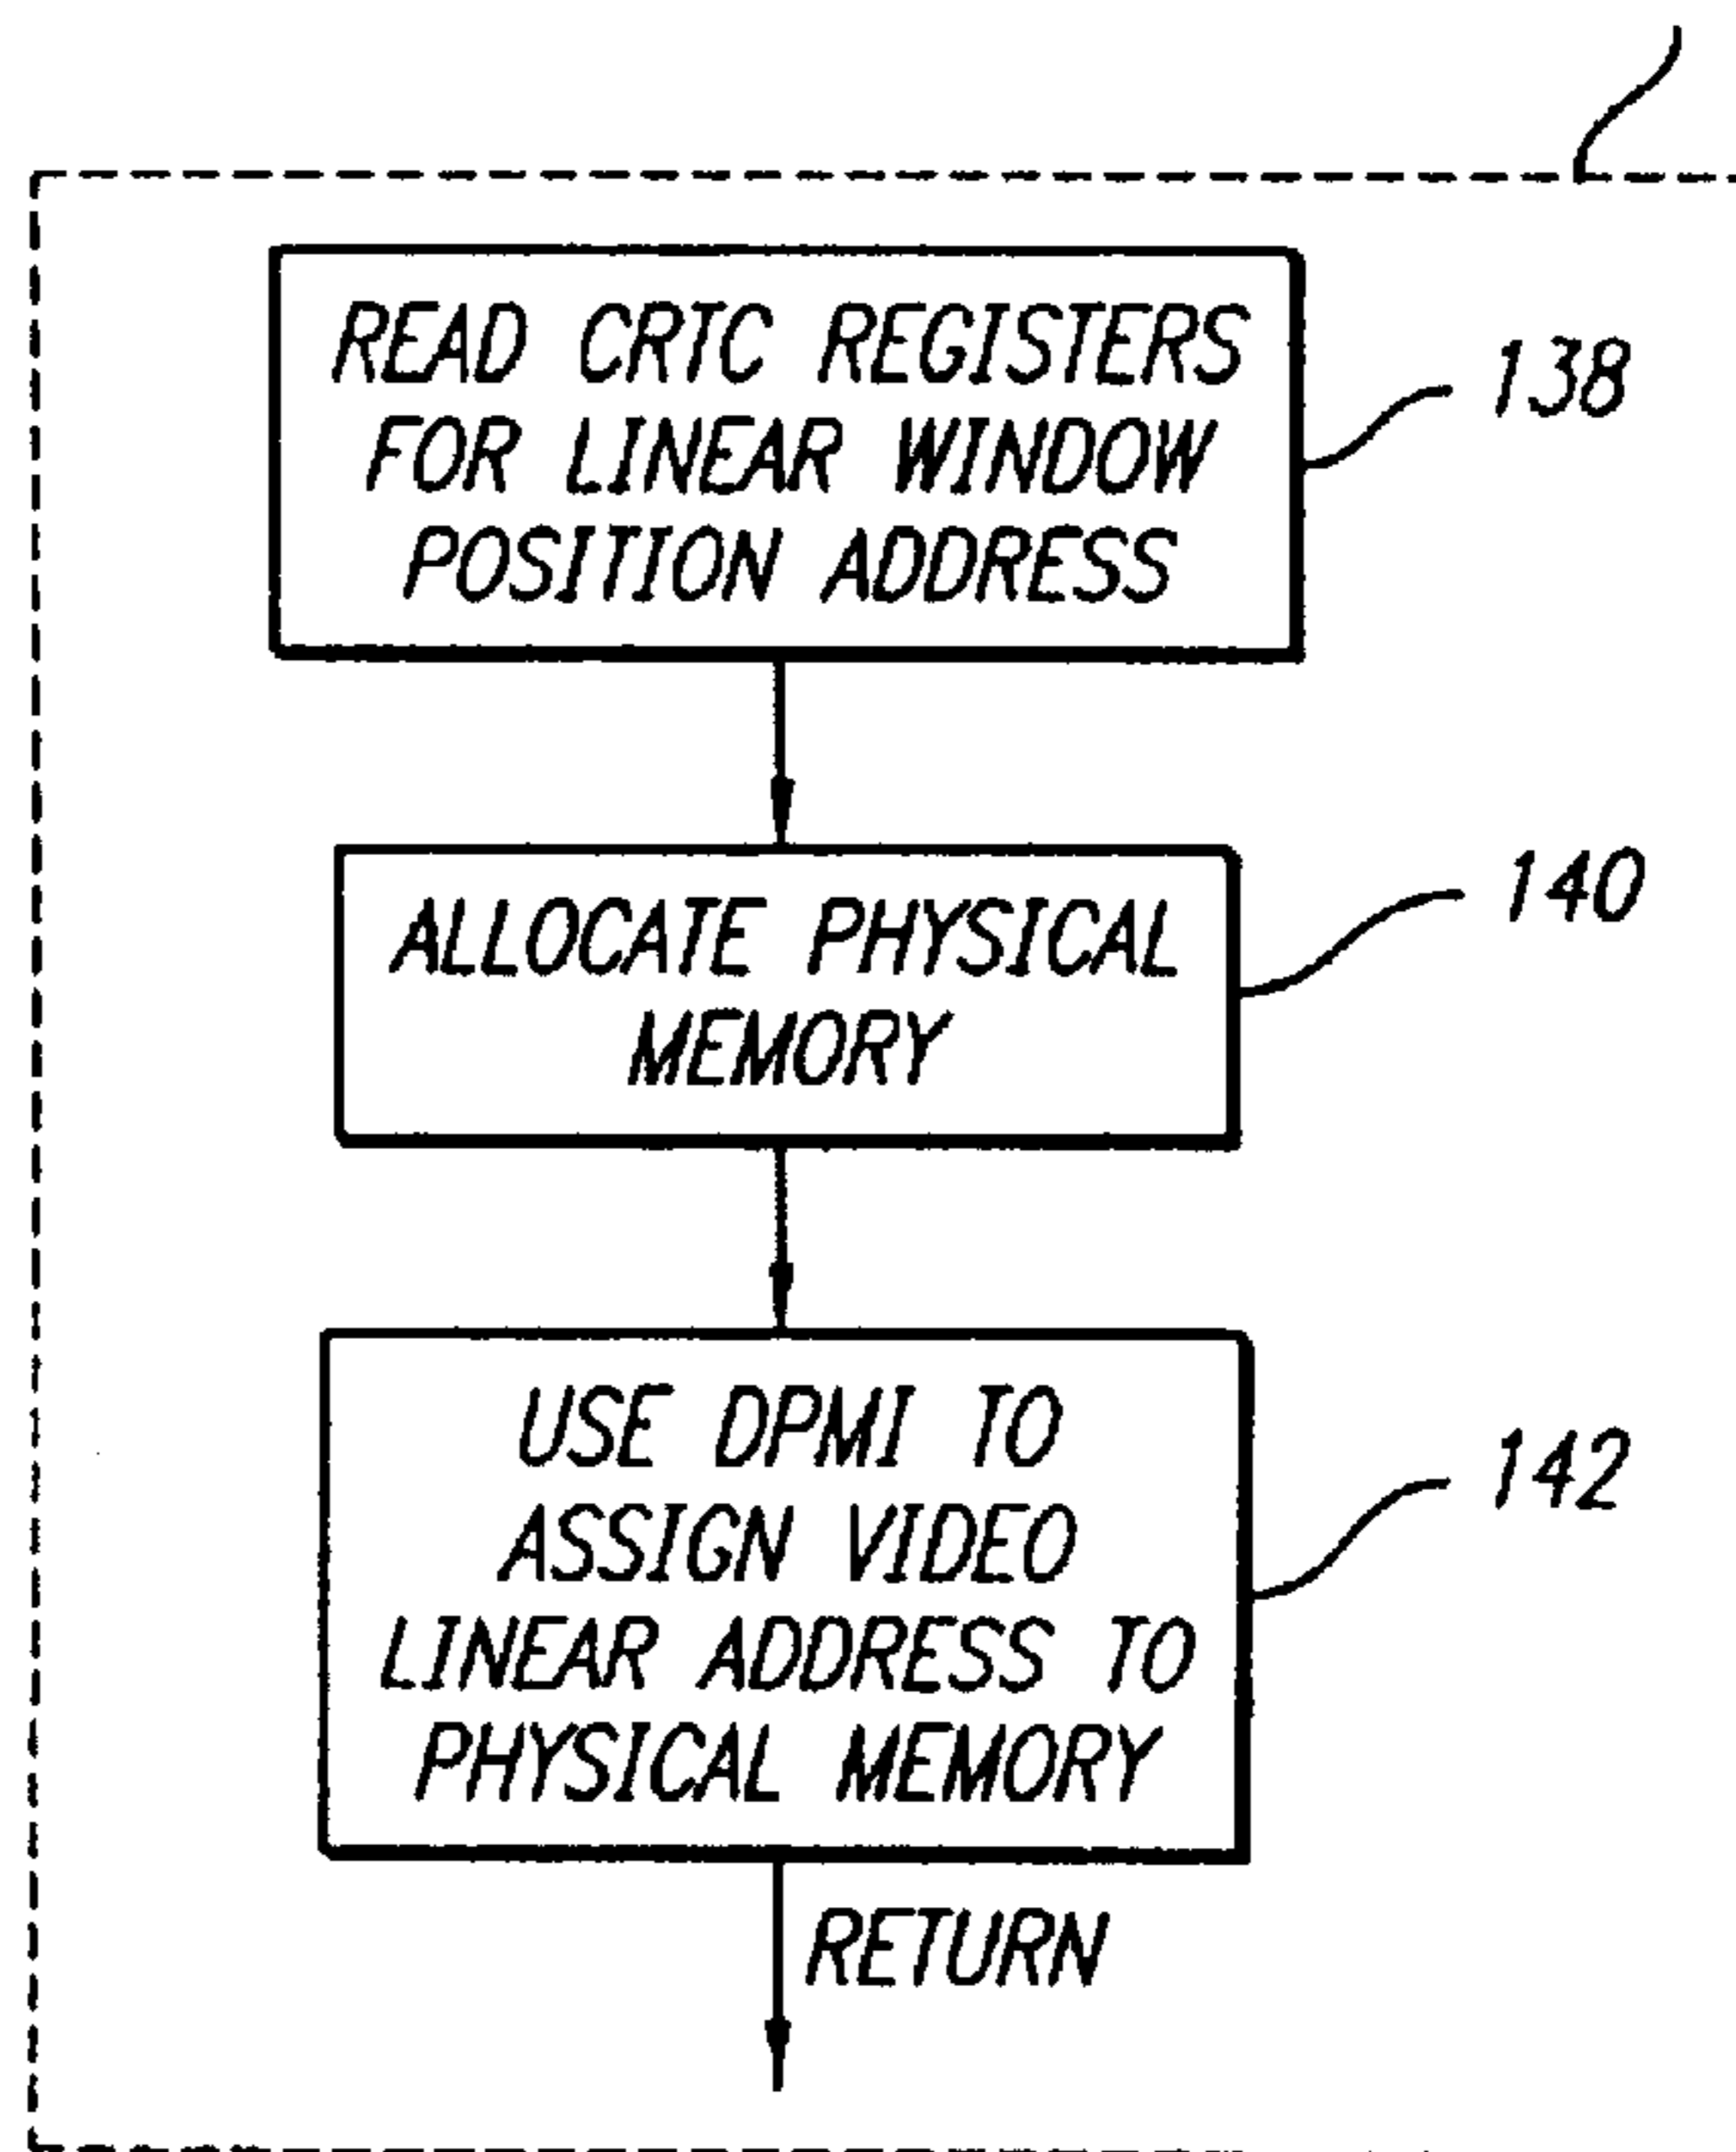 READ CRTC REGISTERS
FOR LINEAR WINDOW
POSITION ADDRESS
138
ALLOCATE PHYSICAL
MEMORY
140
USE DPMI TO
ASSIGN VIDEO
LINEAR ADDRESS TO
PHYSICAL MEMORY
142
RETURN